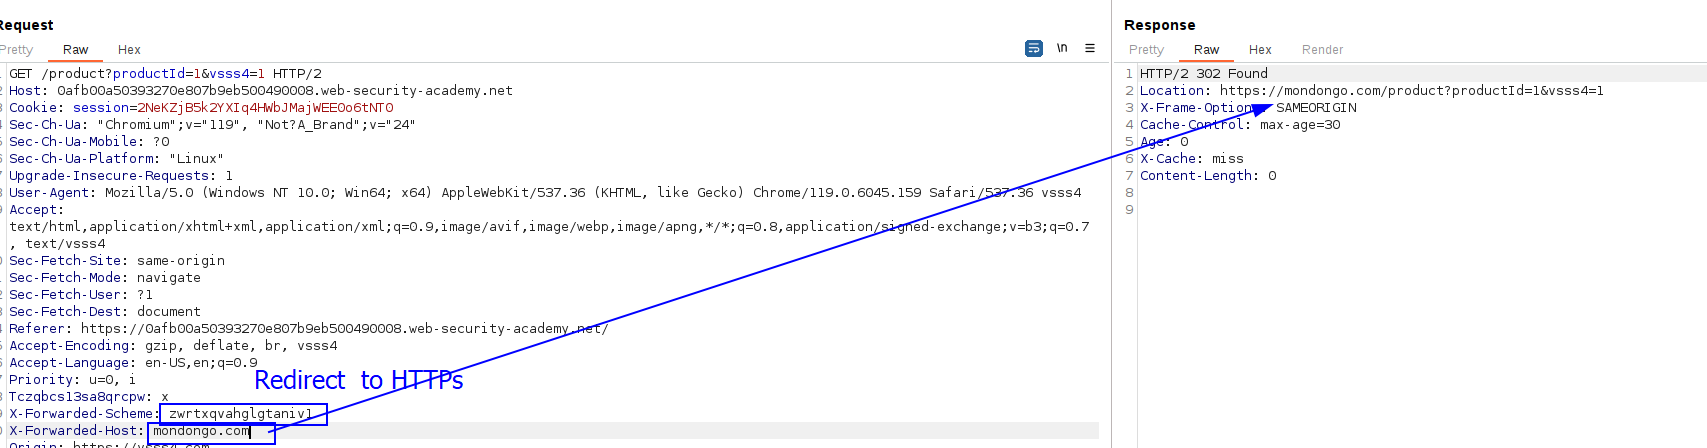 Request
Pretty Raw Hex
\n
GET /product?productId=1&vsss4=1 HTTP/2
Host: 0afb00a50393270e807b9eb500490008.web-security-academy.net
Cookie: session=2NeKZjB5k2YXIq4HWbJMajWEEOo6tNT0
Sec-Ch-Ua: "Chromium";v="119", "Not?A_Brand";v="24"
Sec-Ch-Ua-Mobile: ?0
Sec-Ch-Ua-Platform: "Linux"
Upgrade-Insecure-Requests: 1
User-Agent: Mozilla/5.0 (Windows NT 10.0; Win64; x64) AppleWebKit/537.36 (KHTML, like Gecko) Chrome/119.0.6045.159 Safari/537.36 vsss4
Accept:
text/html,application/xhtml+xml,application/xml;q=0.9,image/avif,image/webp,image/apng,*/*;q=0.8,application/signed-exchange;v=b3;q=0.7
, text/vsss4
Sec-Fetch-Site: same-origin
Sec-Fetch-Mode: navigate
Sec-Fetch-User: ?1
Sec-Fetch-Dest: document
Referer: https://0afb00a50393270e807b9eb500490008.web-security-academy.net/
Accept-Encoding: gzip, deflate, br, vsss4
Accept-Language: en-US,en;q=0.9
Priority: u=0, i
Redirect to HTTPs
Tczqbcs13sa8qrcpw: x
X-Forwarded-Scheme: zwrtxqvahglgtaniv1
X-Forwarded-Host: mondongo.com
Origin: https://vsss4.com
Response
Pretty Raw Hex Render
1 HTTP/2 302 Found
2 Location: https://mondongo.com/product?productId=1&vsss4=1
3 X-Frame-Options: SAMEORIGIN
4 Cache-Control: max-age=30
5 Age: 0
6 X-Cache: miss
7 Content-Length: 0
8
9